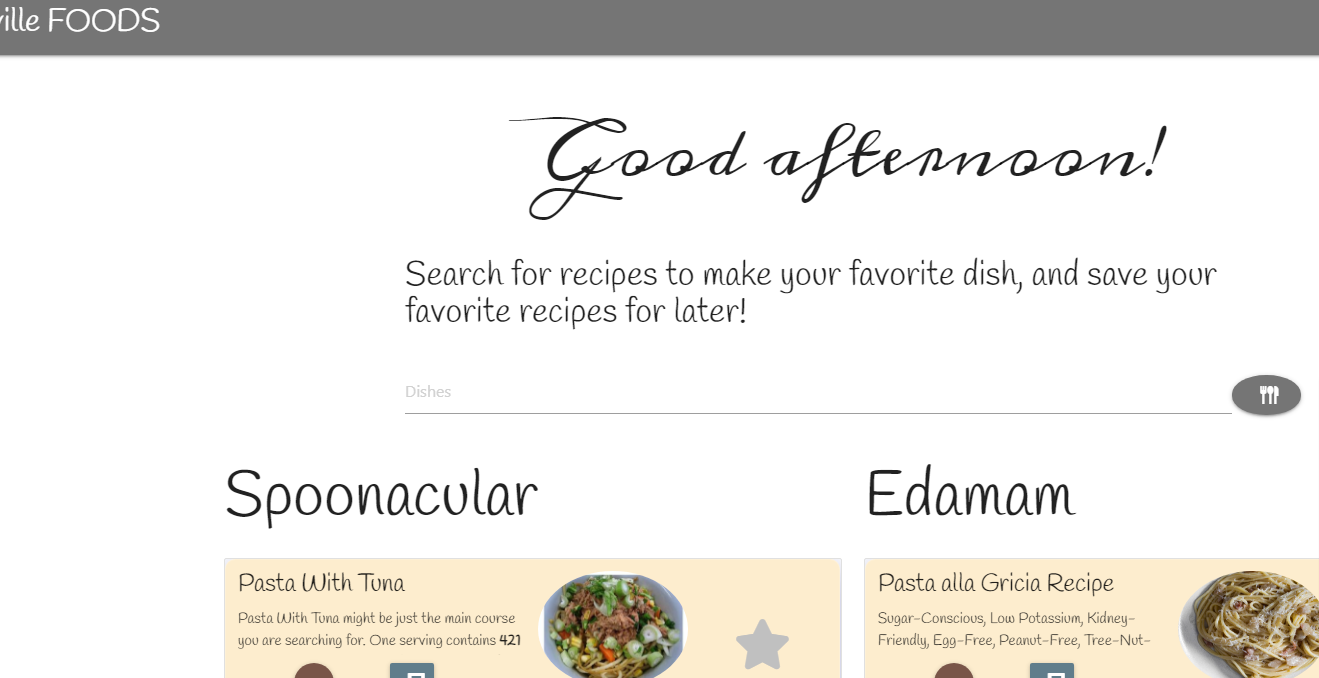 ville FOODS
Good afternoon!
Search for recipes to make your favorite dish, and save your
favorite recipes for later!
Dishes
Spoonacular
Pasta With Tuna
Pasta With Tuna might be just the main course
you are searching for. One serving contains 421
Edamam
Pasta alla Gricia Recipe
Sugar-Conscious, Low Potassium, Kidney-
Friendly, Egg-Free, Peanut-Free, Tree-Nut-